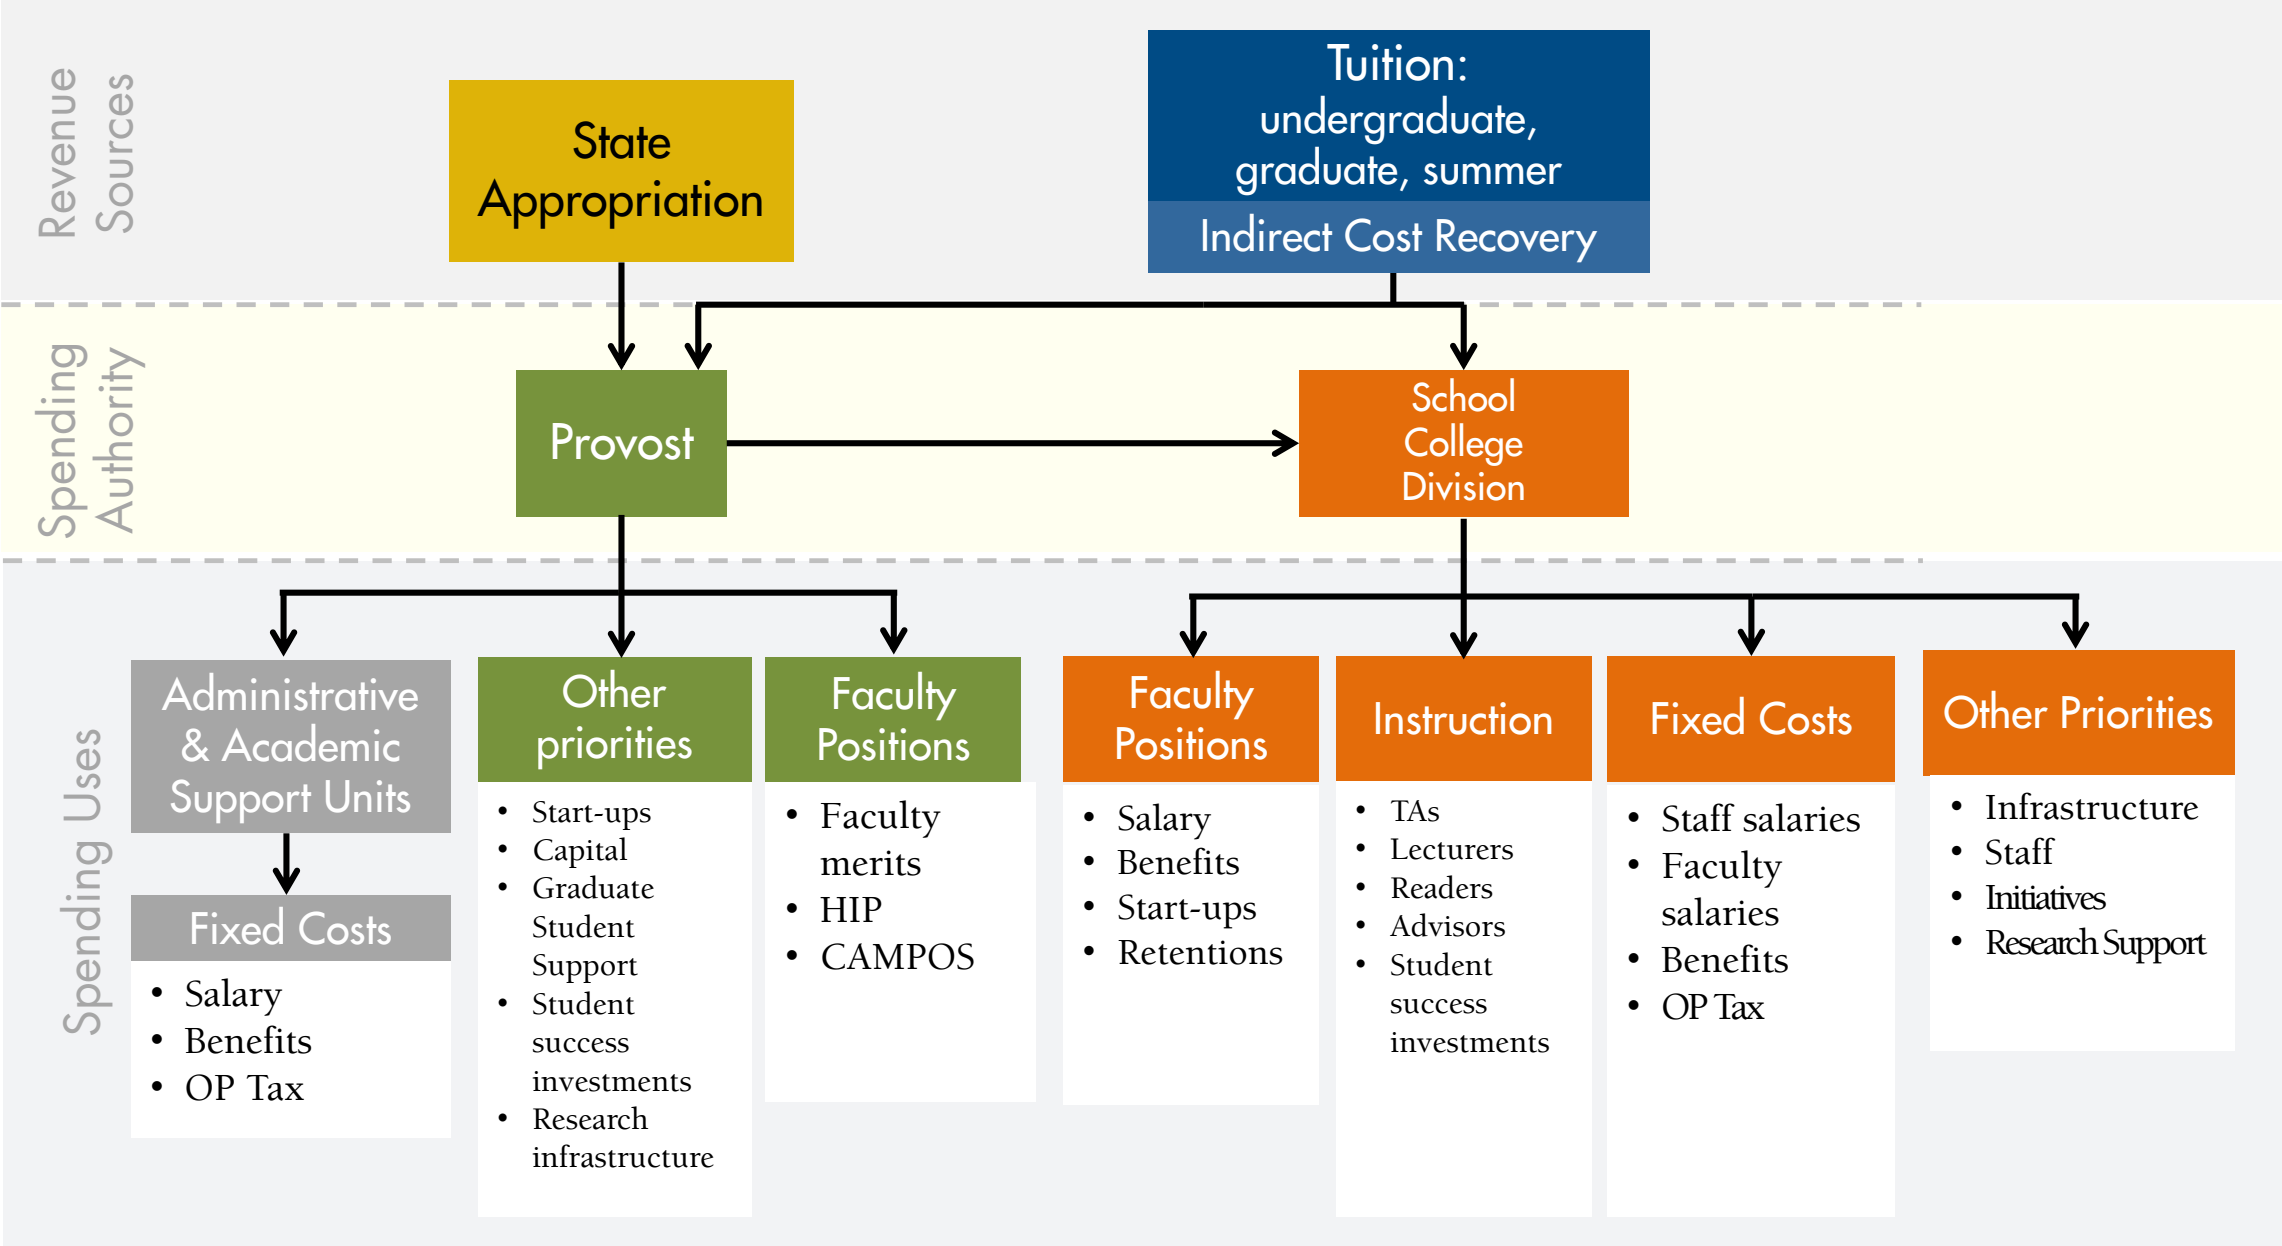 Revenue
Sources
State
Appropriation
Tuition:
undergraduate,
graduate, summer
Indirect Cost Recovery
Spending
Authority
Provost
School
College
Division
Spending Uses
Administrative
& Academic
Support Units
Fixed Costs
• Salary
• Benefits
• OP Tax
Other
priorities
• Start-ups
• Capital
• Graduate
Student
Support
• Student
success
investments
• Research
infrastructure
Faculty
Positions
• Faculty
merits
• HIP
• CAMPOS
Faculty
Positions
• Salary
• Benefits
• Start-ups
• Retentions
Instruction
• TAs
• Lecturers
• Readers
• Advisors
• Student
success
investments
Fixed Costs
• Staff salaries
• Faculty
salaries
• Benefits
• OP Tax
Other Priorities
• Infrastructure
• Staff
• Initiatives
• Research Support